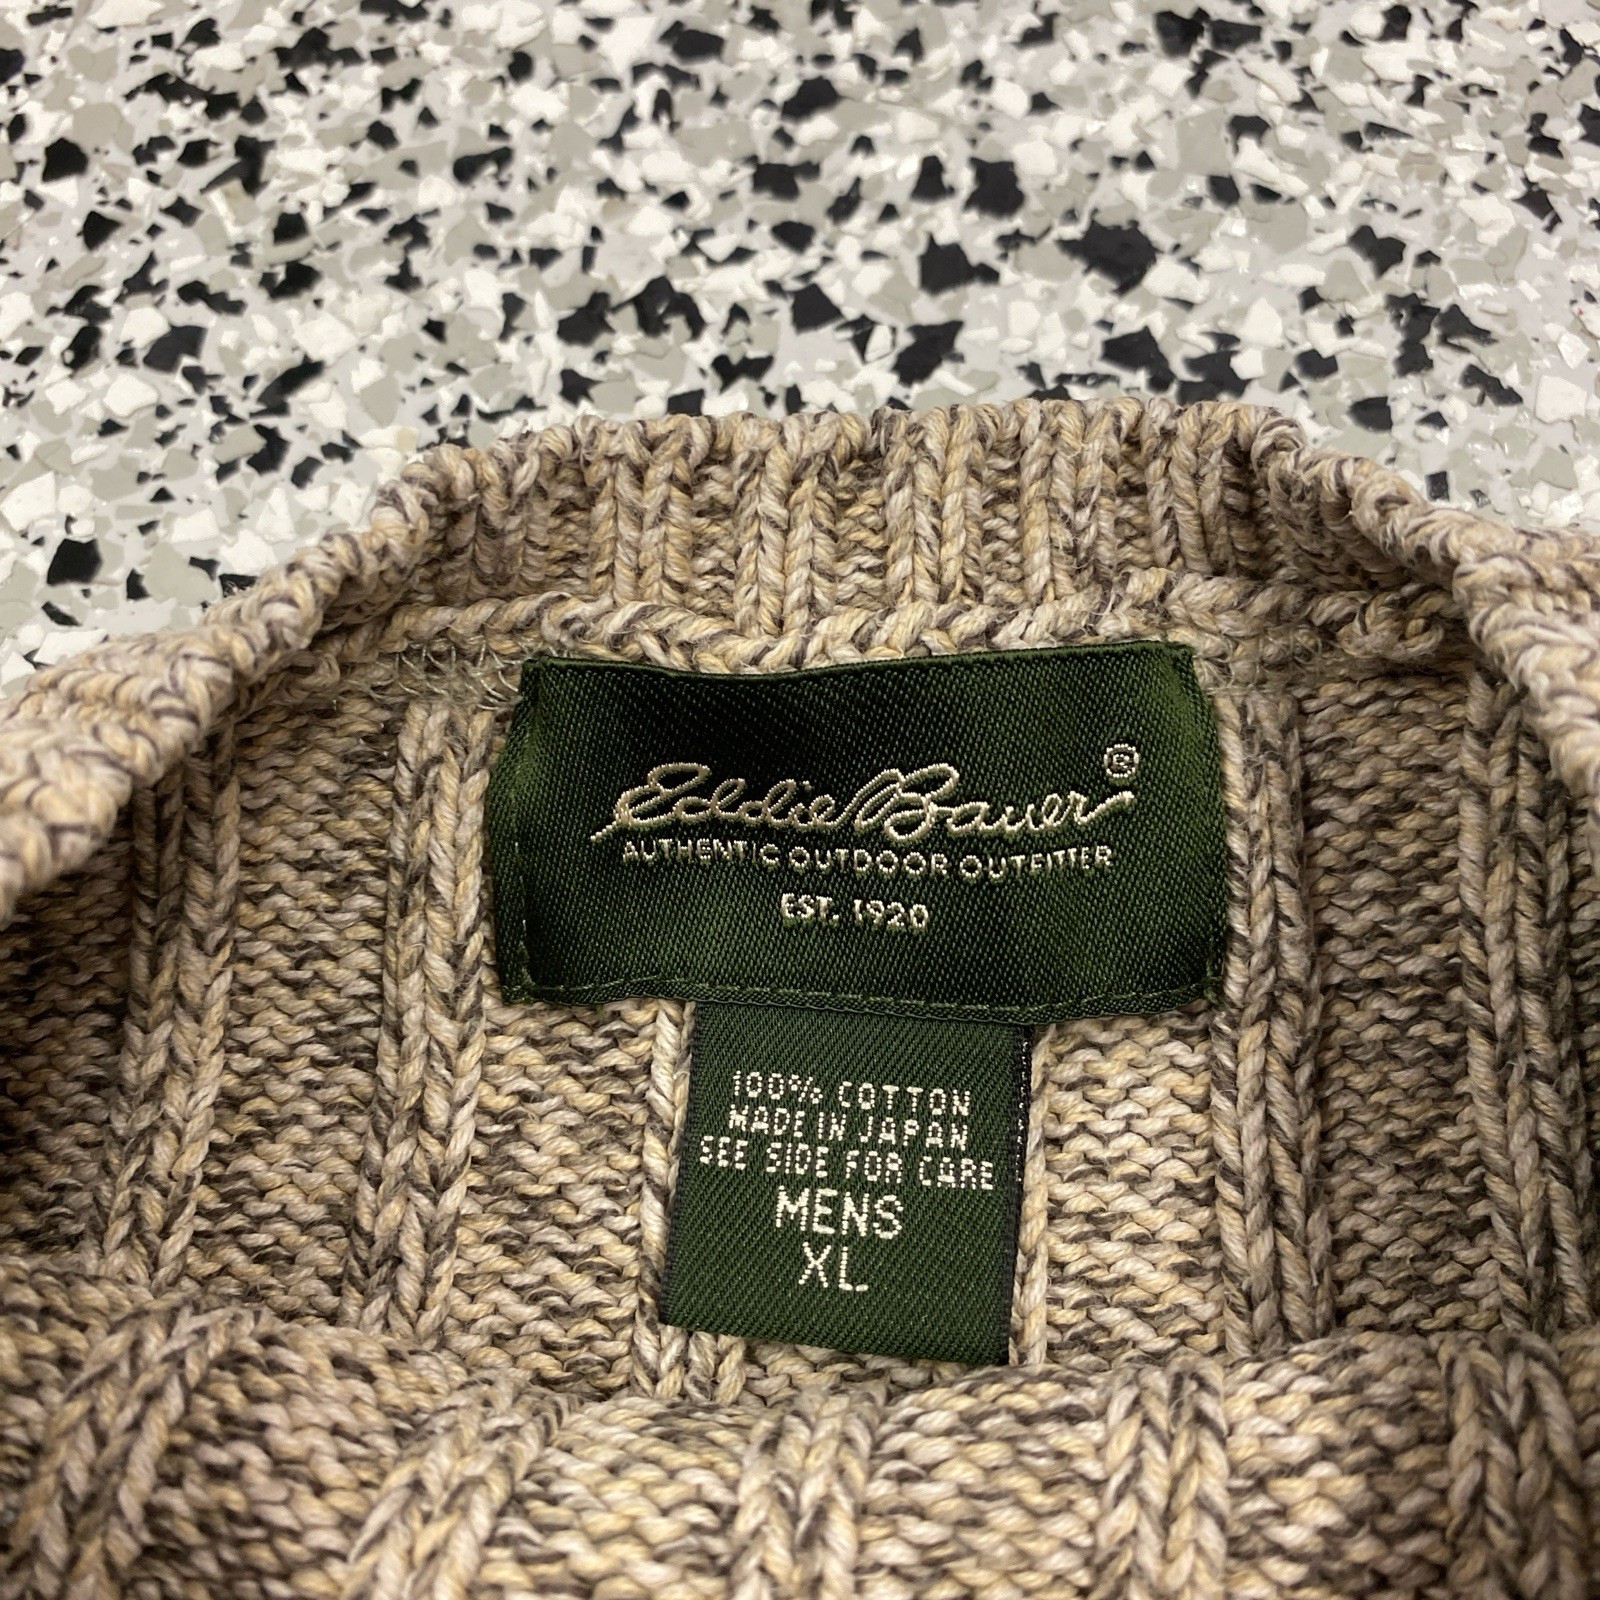 Eddie Bauer®
AUTHENTIC OUTDOOR OUTFITTER
EST. 1920
100% COTTON
MADE IN JAPAN
SEE SIDE FOR CARE
MENS
XL